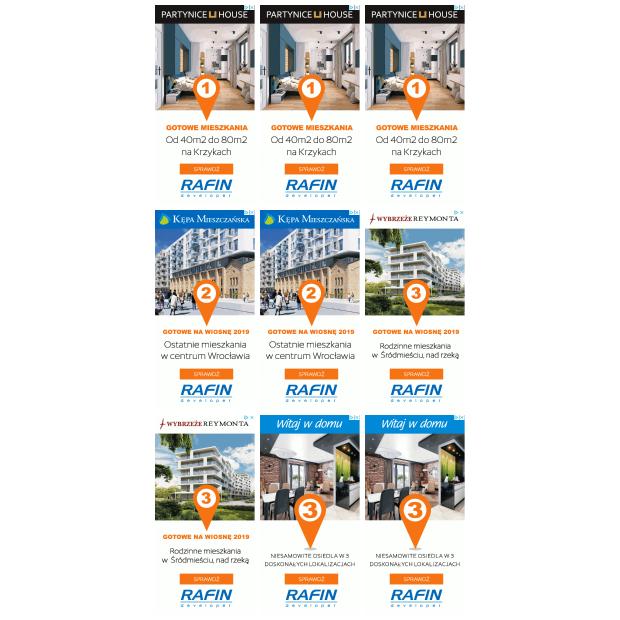 PARTYNICE HOUSE
1
GOTOWE MIESZKANIA
Od 40m2 do 80m2
na Krzykach
SPRAWDŹ
RAFIN
developer
PARTYNICE HOUSE
1
GOTOWE MIESZKANIA
Od 40m2 do 80m2
na Krzykach
SPRAWDŹ
RAFIN
developer
PARTYNICE HOUSE
1
GOTOWE MIESZKANIA
Od 40m2 do 80m2
na Krzykach
SPRAWDŹ
RAFIN
developer
KĘPA MIESZCZAŃSKA
2
GOTOWE NA WIOSNĘ 2019
Ostatnie mieszkania
w centrum Wrocławia
SPRAWDŹ
RAFIN
developer
KĘPA MIESZCZAŃSKA
2
GOTOWE NA WIOSNĘ 2019
Ostatnie mieszkania
w centrum Wrocławia
SPRAWDŹ
RAFIN
developer
WYBRZEŻE REYMONTA
3
GOTOWE NA WIOSNĘ 2019
Rodzinne mieszkania
w Śródmieściu, nad rzeką
SPRAWDŹ
RAFIN
developer
WYBRZEŻE REYMONTA
3
GOTOWE NA WIOSNĘ 2019
Rodzinne mieszkania
w Śródmieściu, nad rzeką
SPRAWDŹ
RAFIN
developer
Witaj w domu
3
NIESAMOWITE OSIEDLA W 3
DOSKONAŁYCH LOKALIZACJACH
SPRAWDŹ
RAFIN
developer
Witaj w domu
3
NIESAMOWITE OSIEDLA W 3
DOSKONAŁYCH LOKALIZACJACH
SPRAWDŹ
RAFIN
developer